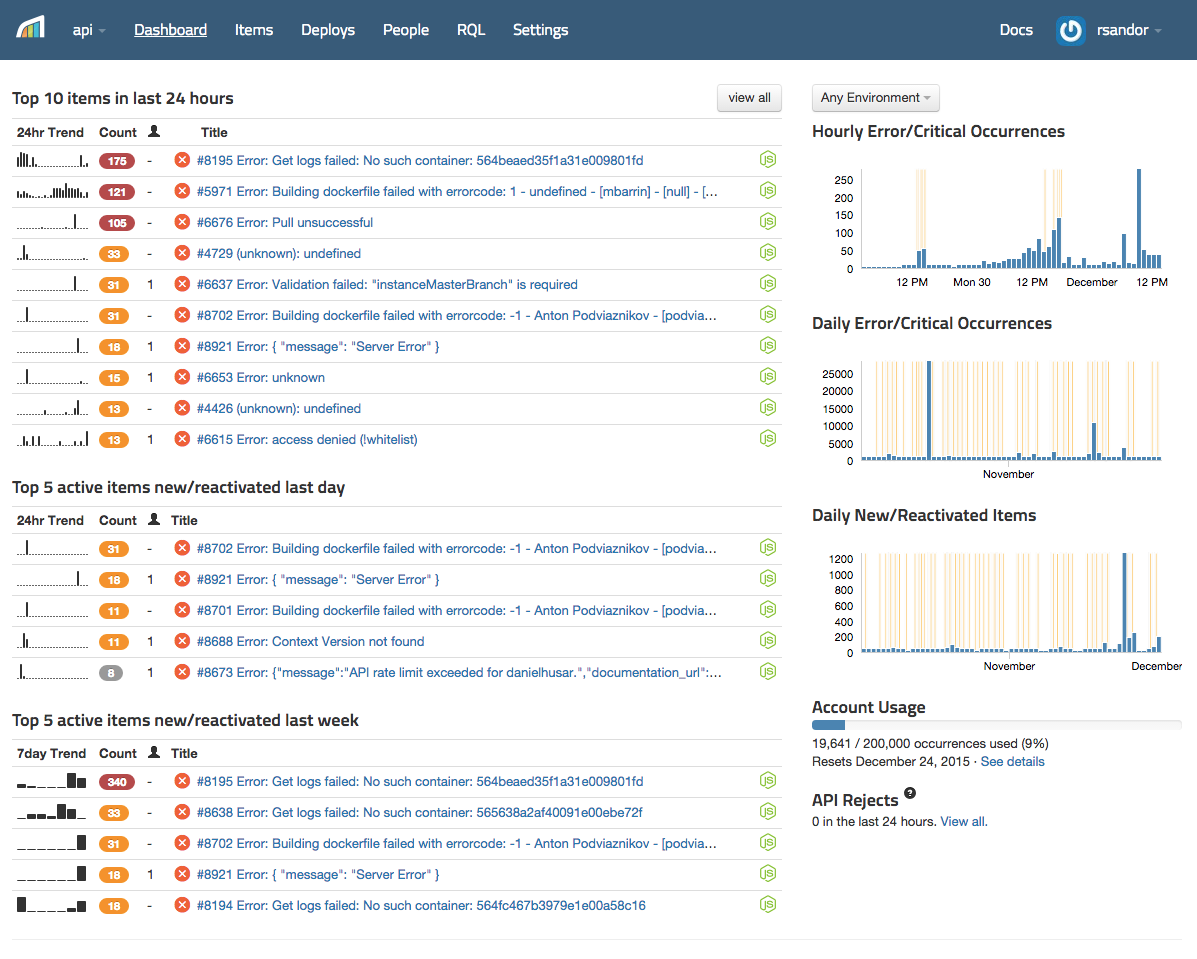 api Dashboard Items Deploys People RQL Settings Docs rsandor
Top 10 items in last 24 hours view all
24hr Trend Count Title
175 - #8195 Error: Get logs failed: No such container: 564beaed35f1a31e009801fd
121 - #5971 Error: Building dockerfile failed with errorcode: 1 - undefined - [mbarrin] - [null] - [...
105 - #6676 Error: Pull unsuccessful
33 - #4729 (unknown): undefined
31 1 #6637 Error: Validation failed: "instanceMasterBranch" is required
31 - #8702 Error: Building dockerfile failed with errorcode: -1 - Anton Podviaznikov - [podvia...
18 1 #8921 Error: { "message": "Server Error" }
15 1 #6653 Error: unknown
13 - #4426 (unknown): undefined
13 1 #6615 Error: access denied (!whitelist)
Top 5 active items new/reactivated last day
24hr Trend Count Title
31 - #8702 Error: Building dockerfile failed with errorcode: -1 - Anton Podviaznikov - [podvia...
18 1 #8921 Error: { "message": "Server Error" }
11 - #8701 Error: Building dockerfile failed with errorcode: -1 - Anton Podviaznikov - [podvia...
11 1 #8688 Error: Context Version not found
8 1 #8673 Error: {"message":"API rate limit exceeded for danielhusar.","documentation_url":...
Top 5 active items new/reactivated last week
7day Trend Count Title
340 - #8195 Error: Get logs failed: No such container: 564beaed35f1a31e009801fd
33 - #8638 Error: Get logs failed: No such container: 565638a2af40091e00ebe72f
31 - #8702 Error: Building dockerfile failed with errorcode: -1 - Anton Podviaznikov - [podvia...
18 1 #8921 Error: { "message": "Server Error" }
18 - #8194 Error: Get logs failed: No such container: 564fc467b3979e1e00a58c16
Any Environment
Hourly Error/Critical Occurrences
250
200
150
100
50
0
12 PM Mon 30 12 PM December 12 PM
Daily Error/Critical Occurrences
25000
20000
15000
10000
5000
0
November
Daily New/Reactivated Items
1200
1000
800
600
400
200
0
November December
Account Usage
19,641 / 200,000 occurrences used (9%)
Resets December 24, 2015 · See details
API Rejects ?
0 in the last 24 hours. View all.